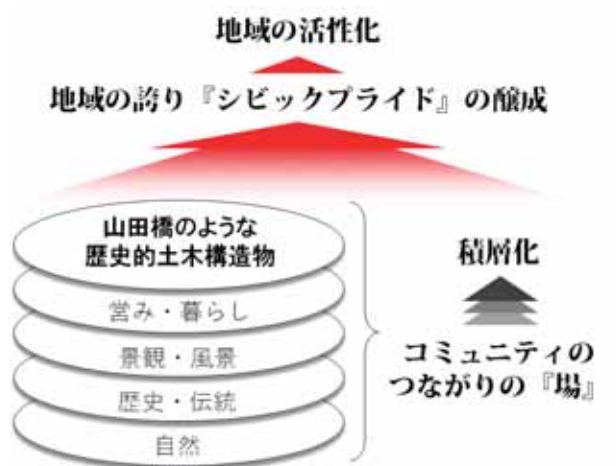 地域の活性化
地域の誇り『シビックプライド』の醸成
山田橋のような
歴史的土木構造物
営み・暮らし
景観・風景
歴史・伝統
自然
積層化
コミュニティの
つながりの『場』